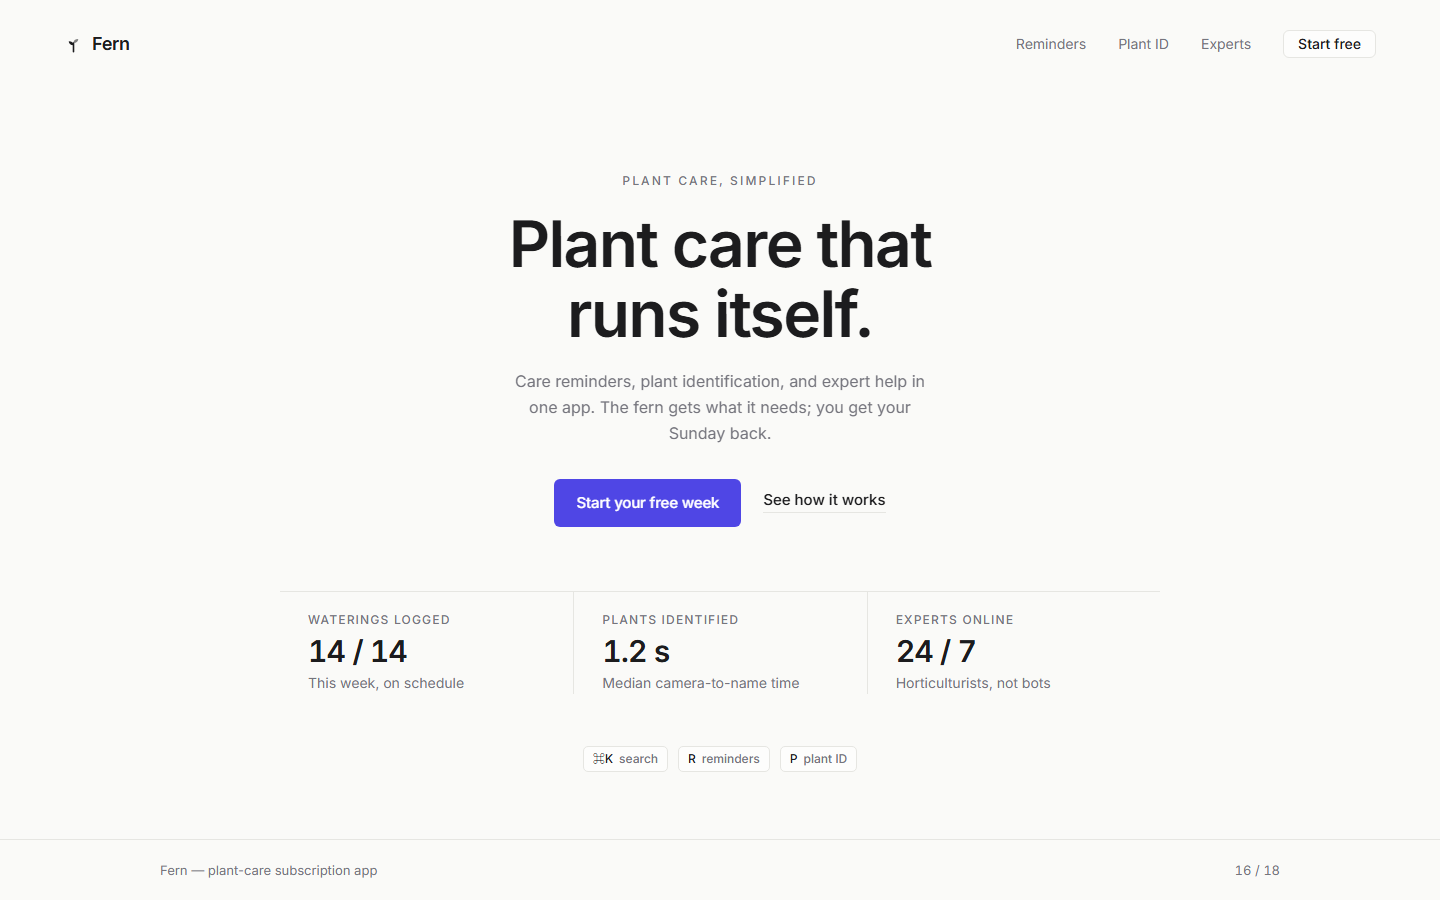 Fern
Reminders
Plant ID
Experts
Start free
PLANT CARE, SIMPLIFIED
Plant care that
runs itself.
Care reminders, plant identification, and expert help in
one app. The fern gets what it needs; you get your
Sunday back.
Start your free week
See how it works
WATERINGS LOGGED
14 / 14
This week, on schedule
PLANTS IDENTIFIED
1.2 s
Median camera-to-name time
EXPERTS ONLINE
24 / 7
Horticulturists, not bots
⌘K search
R reminders
P plant ID
Fern — plant-care subscription app
16 / 18